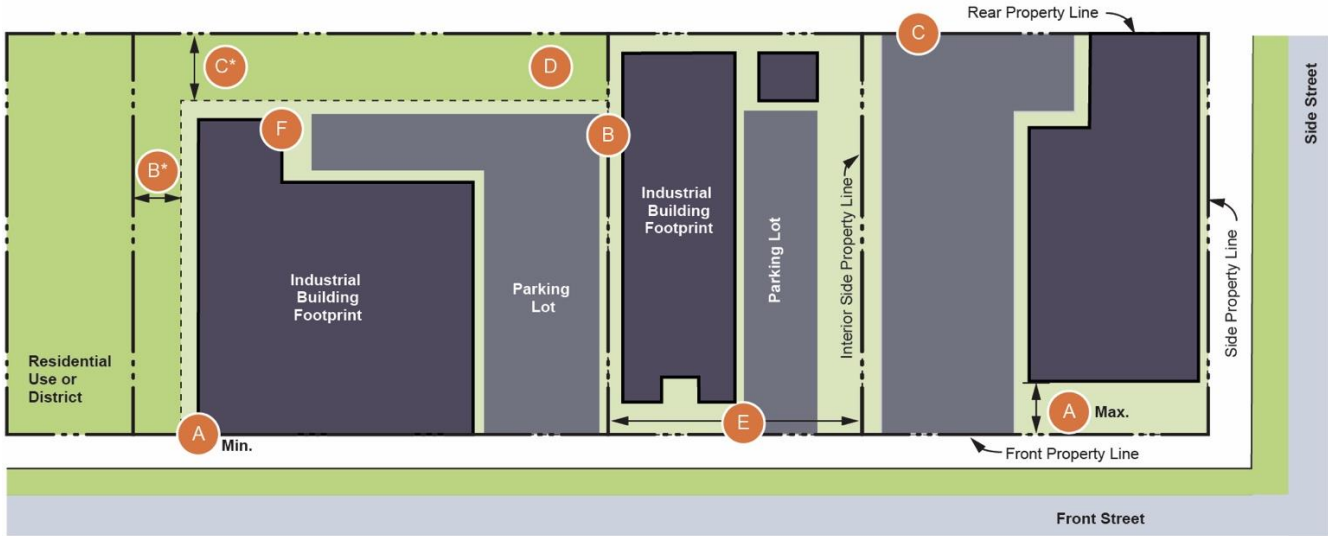 Rear Property Line
C
C*
D
F
B
B*
Industrial
Building
Footprint
Parking Lot
Interior Side Property Line
Side Property Line
Side Street
Industrial
Building
Footprint
Parking
Lot
Residential
Use or
District
A
Min.
E
A
Max.
Front Property Line
Front Street